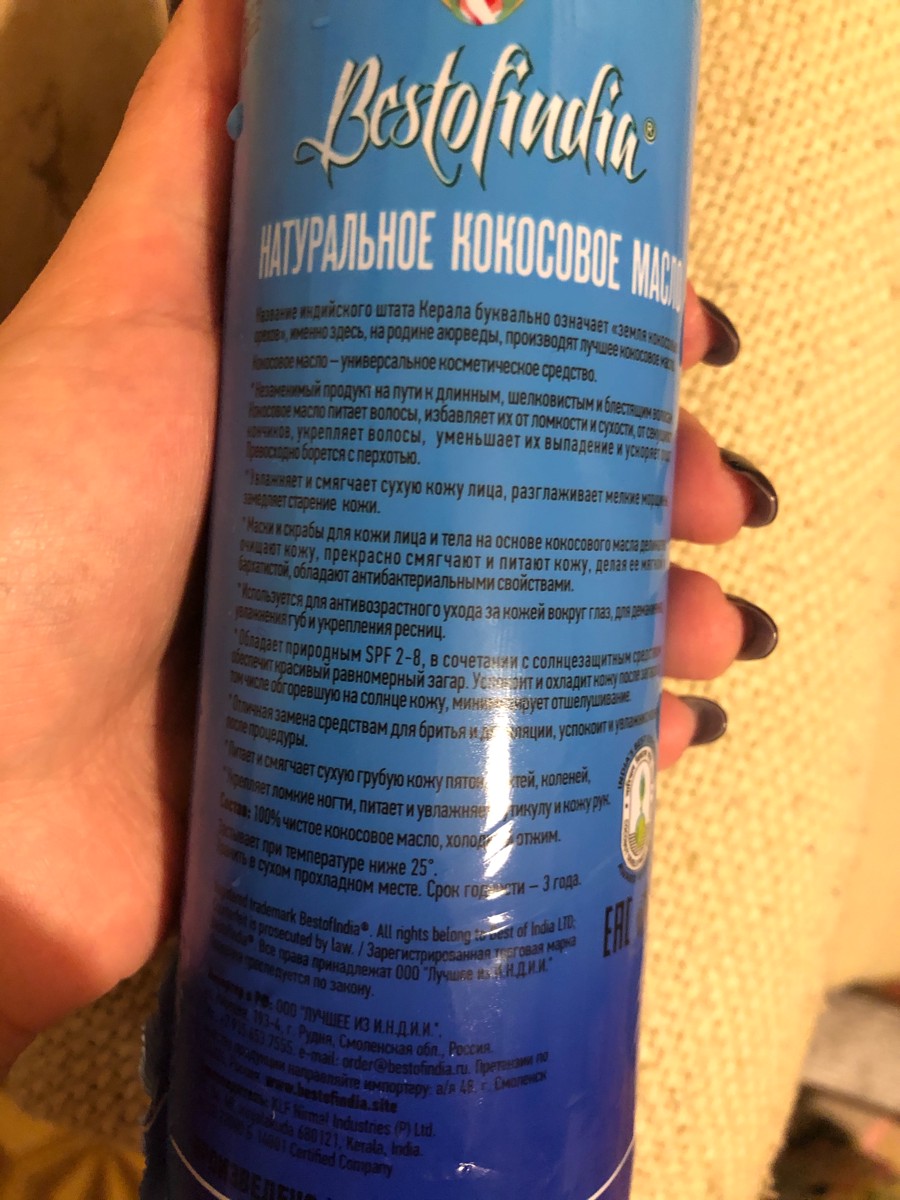 Bestofindia®
НАТУРАЛЬНОЕ КОКОСОВОЕ МАСЛО
Название индийского штата Керала буквально означает «земля
орехов», именно здесь, на родине аюрведы, производят лучшее кокосовое
Кокосовое масло – универсальное косметическое средство.
* Незаменимый продукт на пути к длинным, шелковистым и блестящим
Кокосовое масло питает волосы, избавляет их от ломкости и сухости, от
кончиков, укрепляет волосы, уменьшает их выпадение и ускоряет
Превосходно борется с перхотью.
* Увлажняет и смягчает сухую кожу лица, разглаживает мелкие
замедляет старение кожи.
* Маски и скрабы для кожи лица и тела на основе кокосового масла
очищают кожу, прекрасно смягчают и питают кожу, делая ее
бархатистой, обладают антибактериальными свойствами.
* Используется для антивозрастного ухода за кожей вокруг глаз, для
увлажнения губ и укрепления ресниц.
* Обладает природным SPF 2-8, в сочетании с солнцезащитным
обеспечит красивый равномерный загар. Успокоит и охладит кожу после
том числе обгоревшую на солнце кожу, минимизирует отшелушивание.
* Отличная замена средствам для бритья и депиляции, успокоит и
после процедуры.
* Питает и смягчает сухую грубую кожу пяток, локтей, коленей,
* Укрепляет ломкие ногти, питает и увлажняет кутикулу и кожу рук.
Состав: 100% чистое кокосовое масло, холодный отжим.
Застывает при температуре ниже 25°.
Хранить в сухом прохладном месте. Срок годности – 3 года.
trademark BestofIndia®. All rights belong to Best of India LTD.
is prosecuted by law. / Зарегистрированная торговая марка
Все права принадлежат ООО "Лучшее из И.Н.Д.И.И."
преследуется по закону.
EAC
в РФ: ООО "ЛУЧШЕЕ ИЗ И.Н.Д.И.И.",
г. Рудня, Смоленская обл., Россия.
7555. e-mail: order@bestofindia.ru. Претензии по
продукции направляйте импортеру: а/я 49, г. Смоленск
www.bestofindia.site
KLF Nirmal Industries (P) Ltd.
680121, Kerala, India.
14001 Certified Company